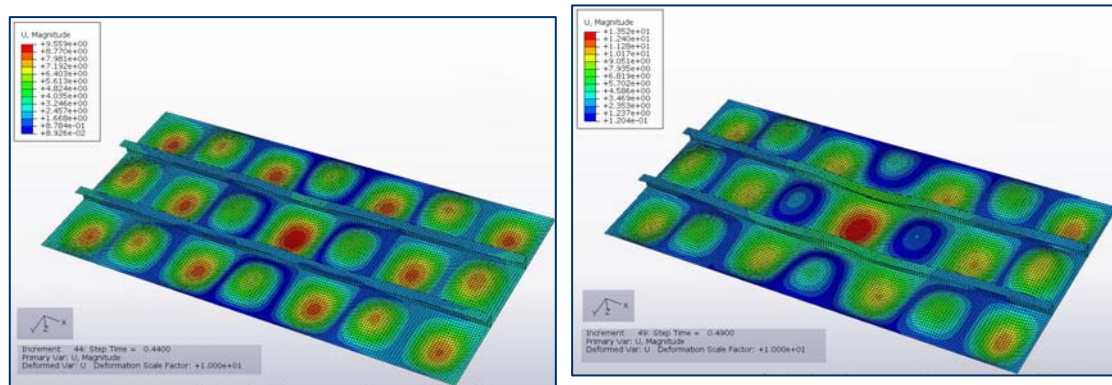 U, Magnitude
+9.559e+00
+8.770e+00
+7.981e+00
+7.192e+00
+6.403e+00
+5.613e+00
+4.824e+00
+4.035e+00
+3.246e+00
+2.457e+00
+1.668e+00
+8.784e-01
+8.926e-02
Y
Z
X
Increment 44: Step Time = 0.4400
Primary Var: U, Magnitude
Deformed Var: U Deformation Scale Factor: +1.000e+01
U, Magnitude
+1.352e+01
+1.240e+01
+1.128e+01
+1.017e+01
+9.051e+00
+7.935e+00
+6.819e+00
+5.702e+00
+4.586e+00
+3.469e+00
+2.353e+00
+1.237e+00
+1.204e-01
Y
Z
X
Increment 49: Step Time = 0.4900
Primary Var: U, Magnitude
Deformed Var: U Deformation Scale Factor: +1.000e+01